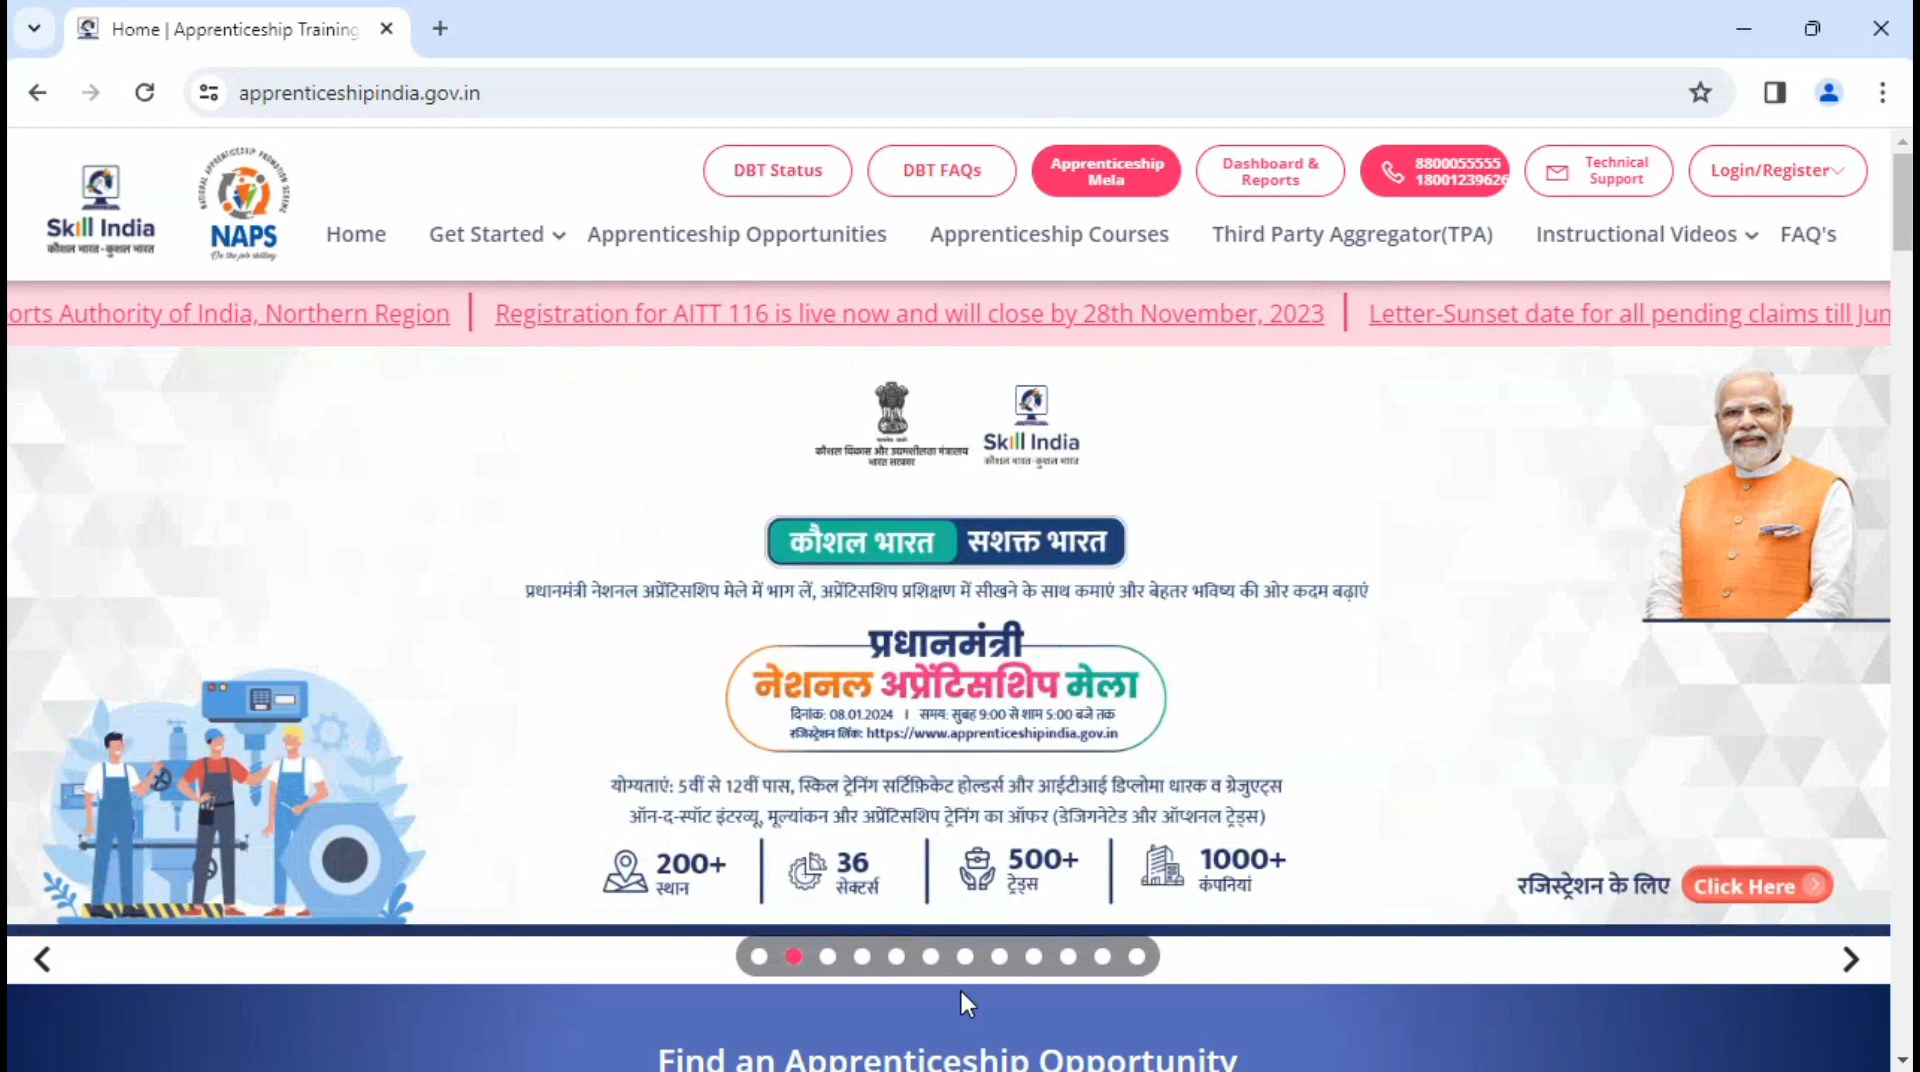 Home | Apprenticeship Training
apprenticeshipindia.gov.in
Skill India
कौशल भारत - कुशल भारत
NATIONAL APPRENTICESHIP PROMOTION SCHEME
NAPS
On the job skilling
DBT Status
DBT FAQs
Apprenticeship
Mela
Dashboard &
Reports
8800055555
18001239626
Technical
Support
Login/Register
Home
Get Started
Apprenticeship Opportunities
Apprenticeship Courses
Third Party Aggregator(TPA)
Instructional Videos
FAQ's
orts Authority of India, Northern Region
Registration for AITT 116 is live now and will close by 28th November, 2023
Letter-Sunset date for all pending claims till Jun
कौशल विकास और उद्यमशीलता मंत्रालय
भारत सरकार
Skill India
कौशल भारत - कुशल भारत
कौशल भारत सशक्त भारत
प्रधानमंत्री नेशनल अप्रेंटिसशिप मेले में भाग लें, अप्रेंटिसशिप प्रशिक्षण में सीखने के साथ कमाएं और बेहतर भविष्य की ओर कदम बढ़ाएं
प्रधानमंत्री
नेशनल अप्रेंटिसशिप मेला
दिनांक: 08.01.2024 । समय: सुबह 9:00 से शाम 5:00 बजे तक
रजिस्ट्रेशन लिंक: https://www.apprenticeshipindia.gov.in
योग्यताएं: 5वीं से 12वीं पास, स्किल ट्रेनिंग सर्टिफ़िकेट होल्डर्स और आईटीआई डिप्लोमा धारक व ग्रेजुएट्स
ऑन-द-स्पॉट इंटरव्यू, मूल्यांकन और अप्रेंटिसशिप ट्रेनिंग का ऑफर (डेजिगनेटेड और ऑप्शनल ट्रेड्स)
200+
स्थान
36
सेक्टर्स
500+
ट्रेड्स
1000+
कंपनियां
रजिस्ट्रेशन के लिए Click Here
Find an Apprenticeship Opportunity